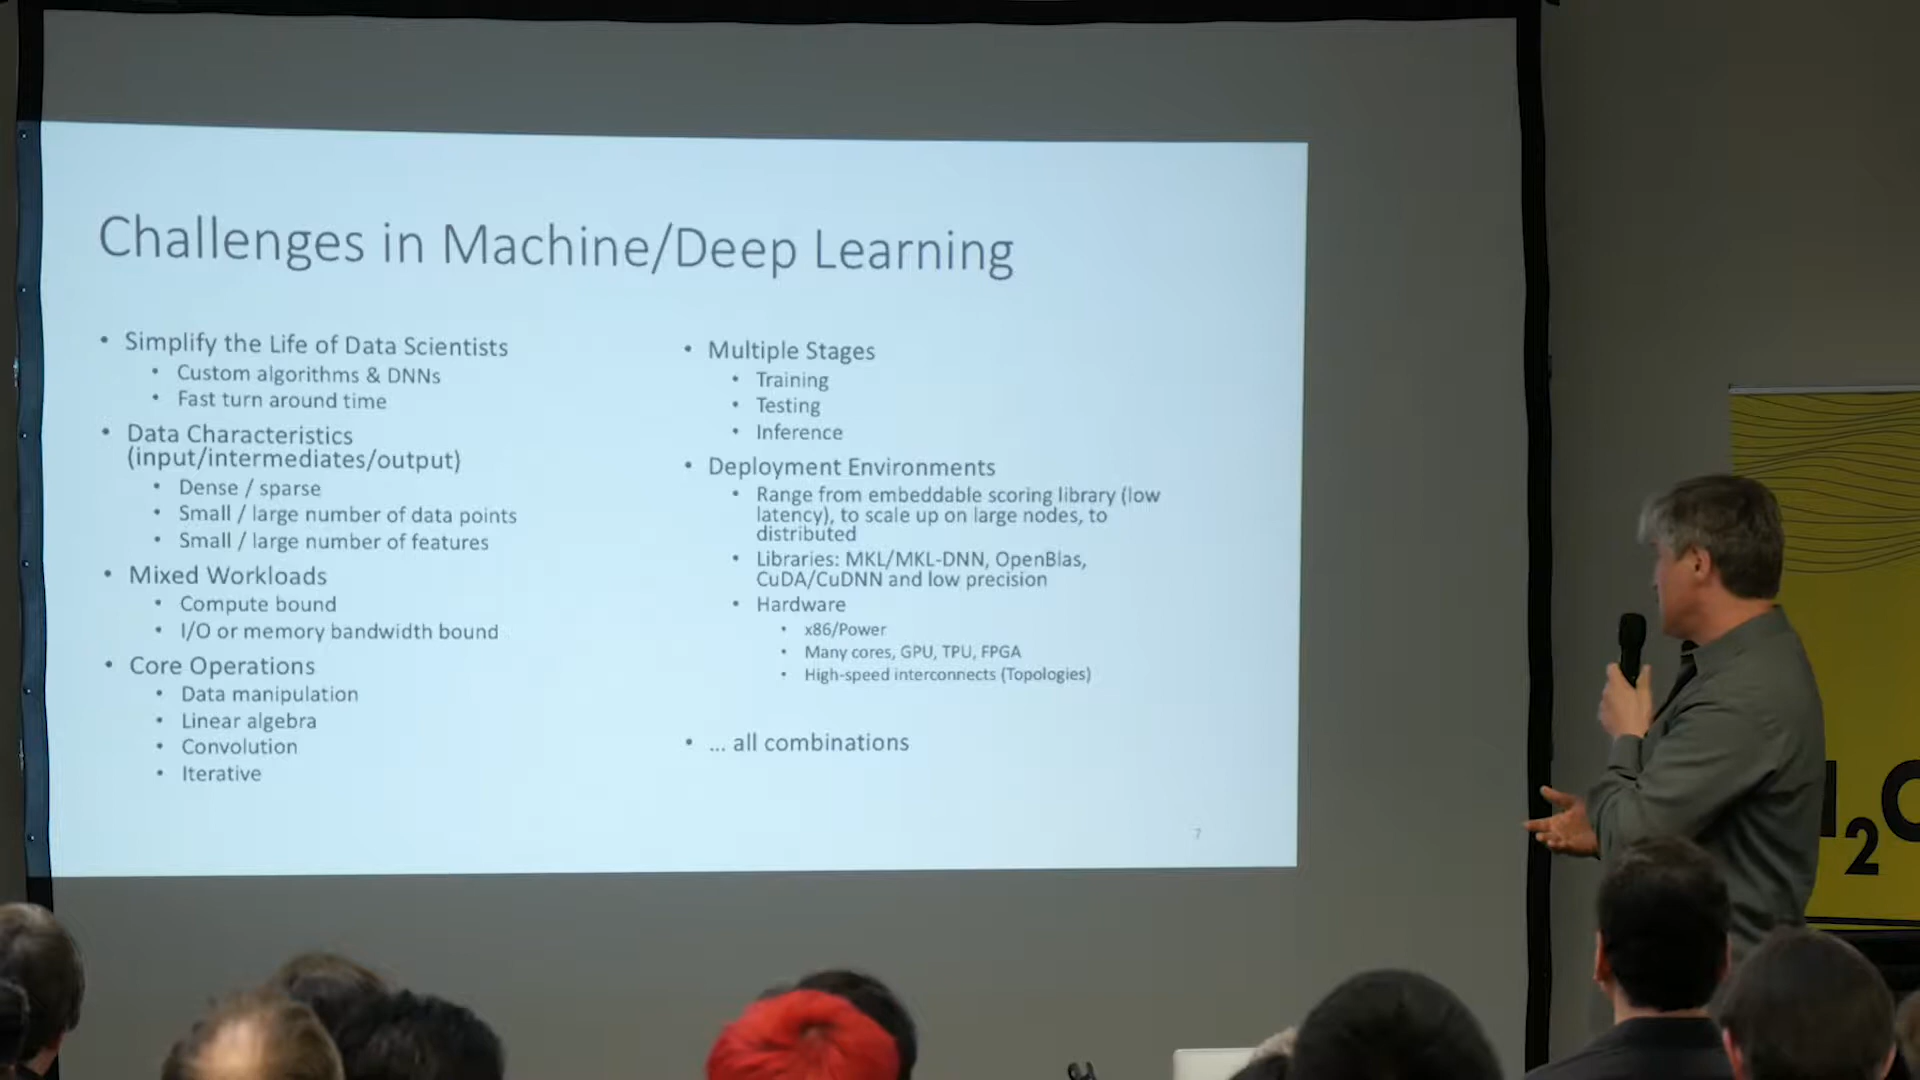 Challenges in Machine/Deep Learning
• Simplify the Life of Data Scientists
• Custom algorithms & DNNs
• Fast turn around time
• Data Characteristics
(input/intermediates/output)
• Dense / sparse
• Small / large number of data points
• Small / large number of features
• Mixed Workloads
• Compute bound
• I/O or memory bandwidth bound
• Core Operations
• Data manipulation
• Linear algebra
• Convolution
• Iterative
• Multiple Stages
• Training
• Testing
• Inference
• Deployment Environments
• Range from embeddable scoring library (low
latency), to scale up on large nodes, to
distributed
• Libraries: MKL/MKL-DNN, OpenBlas,
CuDA/CuDNN and low precision
• Hardware
• x86/Power
• Many cores, GPU, TPU, FPGA
• High-speed interconnects (Topologies)
• ... all combinations
7